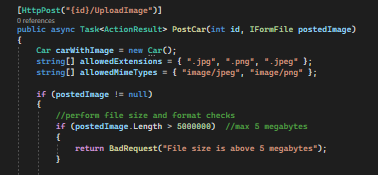 [HttpPost("{id}/UploadImage")]
0 references
public async Task<ActionResult> PostCar(int id, IFormFile postedImage)
{
Car carWithImage = new Car();
string[] allowedExtensions = { ".jpg", ".png", ".jpeg" };
string[] allowedMimeTypes = { "image/jpeg", "image/png" };
if (postedImage != null)
{
//perform file size and format checks
if (postedImage.Length > 5000000) //max 5 megabytes
{
return BadRequest("File size is above 5 megabytes");
}